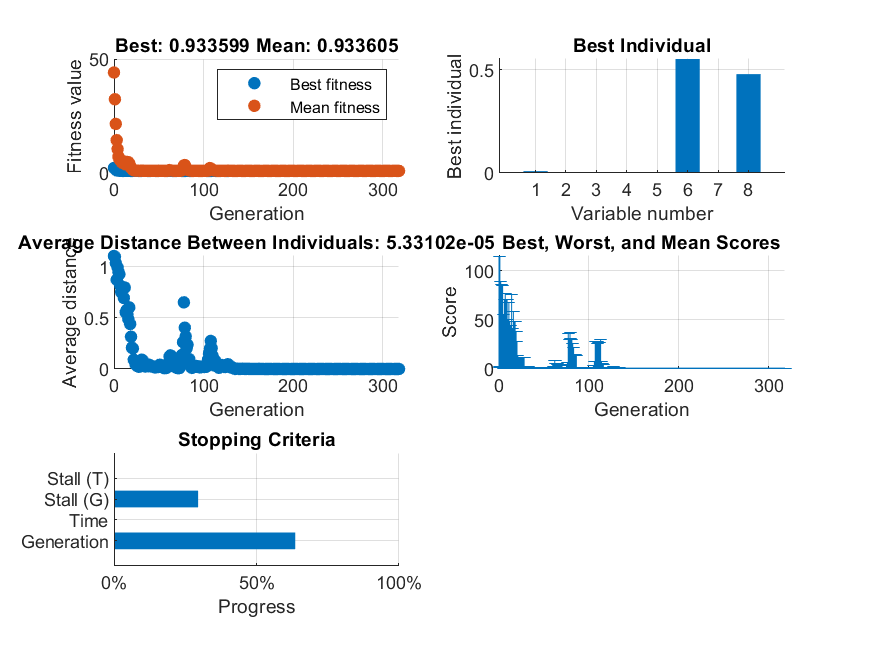 Best: 0.933599 Mean: 0.933605
Fitness value
50
0
Best fitness
Mean fitness
0 100 200 300
Generation
Best Individual
Best individual
0.5
0
1 2 3 4 5 6 7 8
Variable number
Average Distance Between Individuals: 5.33102e-05
Average distance
1
0.5
0
0 100 200 300
Generation
Best, Worst, and Mean Scores
Score
100
50
0
0 100 200 300
Generation
Stopping Criteria
Stall (T)
Stall (G)
Time
Generation
0% 50% 100%
Progress